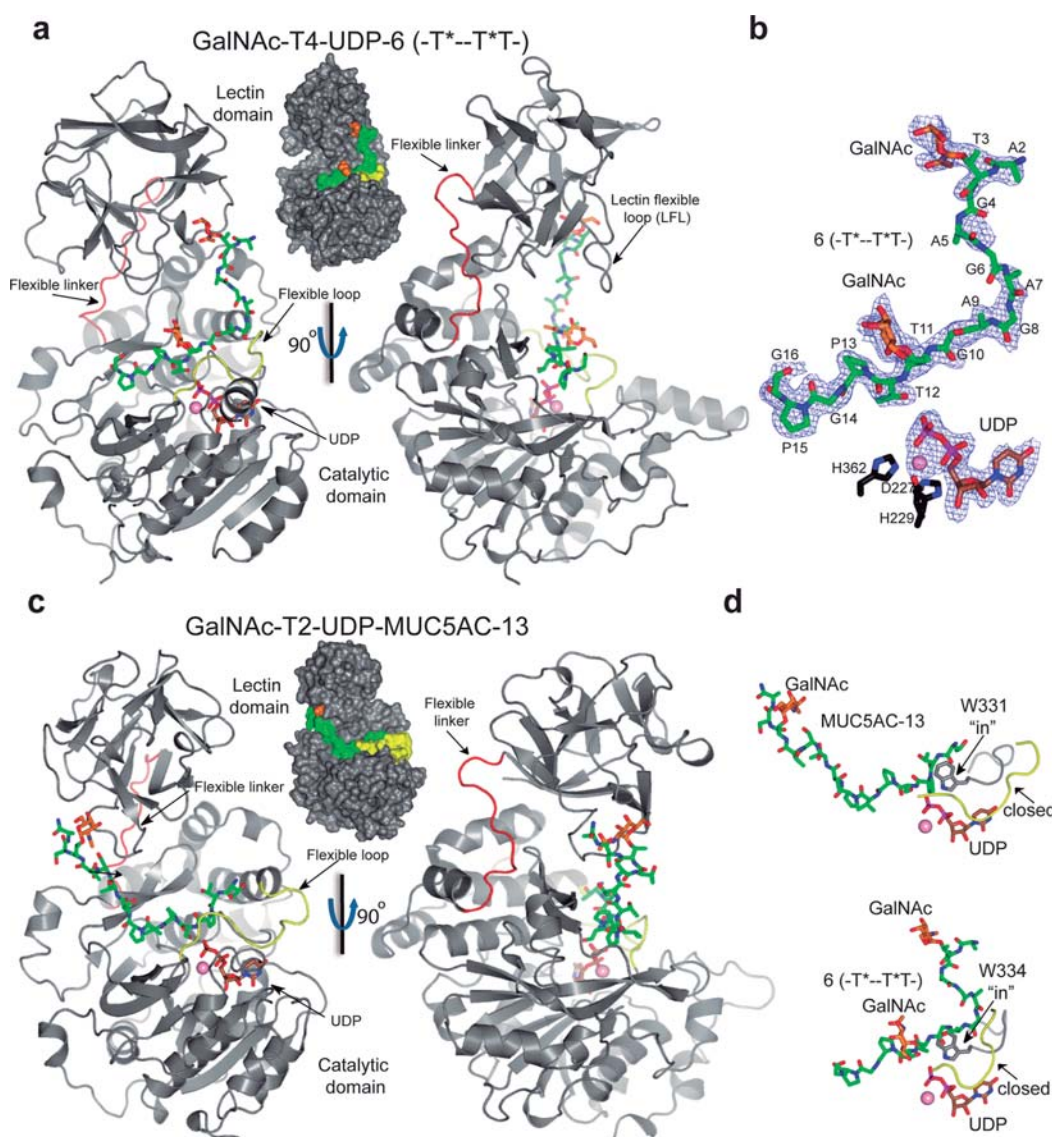 a
GalNAc-T4-UDP-6 (-T*--T*T-)
Lectin
domain
Flexible linker
Lectin flexible
loop (LFL)
Flexible linker
Flexible loop
90°
UDP
Catalytic
domain
b
GalNAc
T3
A2
G4
6 (-T*--T*T-)
A5
G6
GalNAc
A7
A9
T11
G8
P13
G16
G10
T12
G14
P15
UDP
H362
D227
H229
c
GalNAc-T2-UDP-MUC5AC-13
Lectin
domain
Flexible
linker
Flexible linker
Flexible loop
90°
UDP
Catalytic
domain
d
GalNAc
MUC5AC-13
W331
“in”
closed
UDP
GalNAc
6 (-T*--T*T-)
GalNAc
W334
“in”
closed
UDP